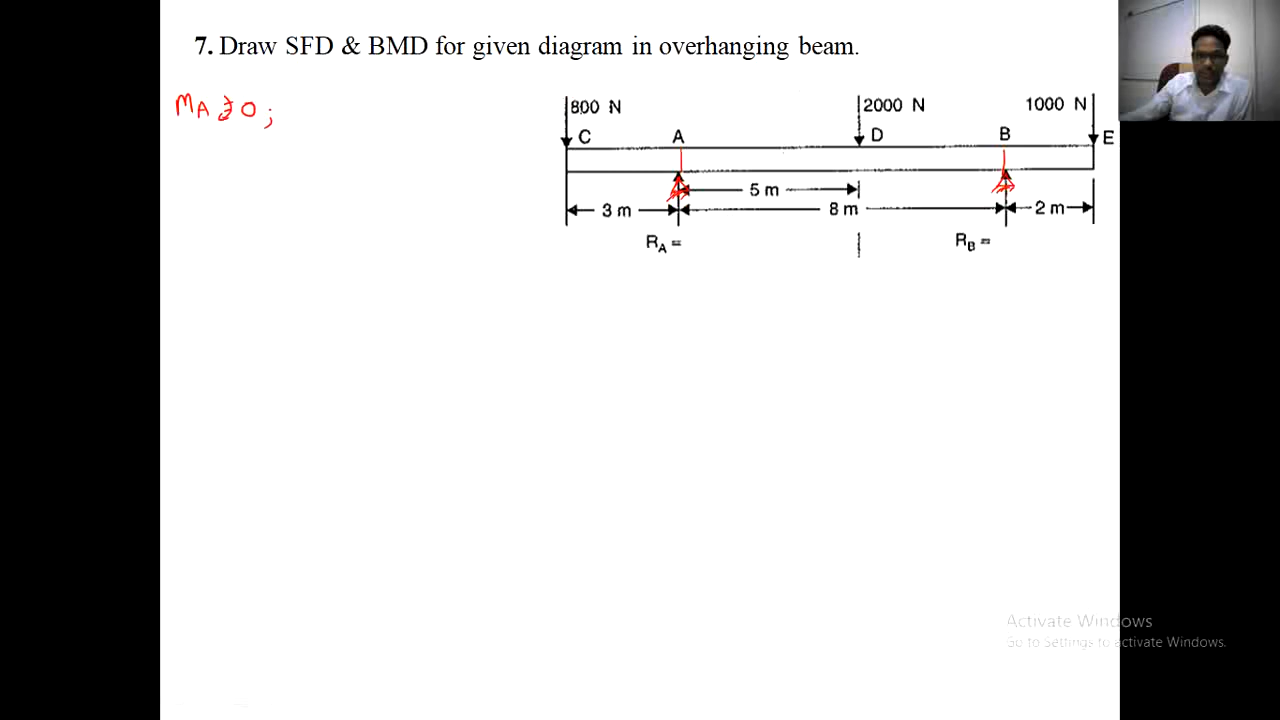 7. Draw SFD & BMD for given diagram in overhanging beam.
MA = 0 ;
800 N 2000 N 1000 N
C A D B E
5 m
3 m 8 m 2 m
RA = RB =
Activate Windows
Go to Settings to activate Windows.